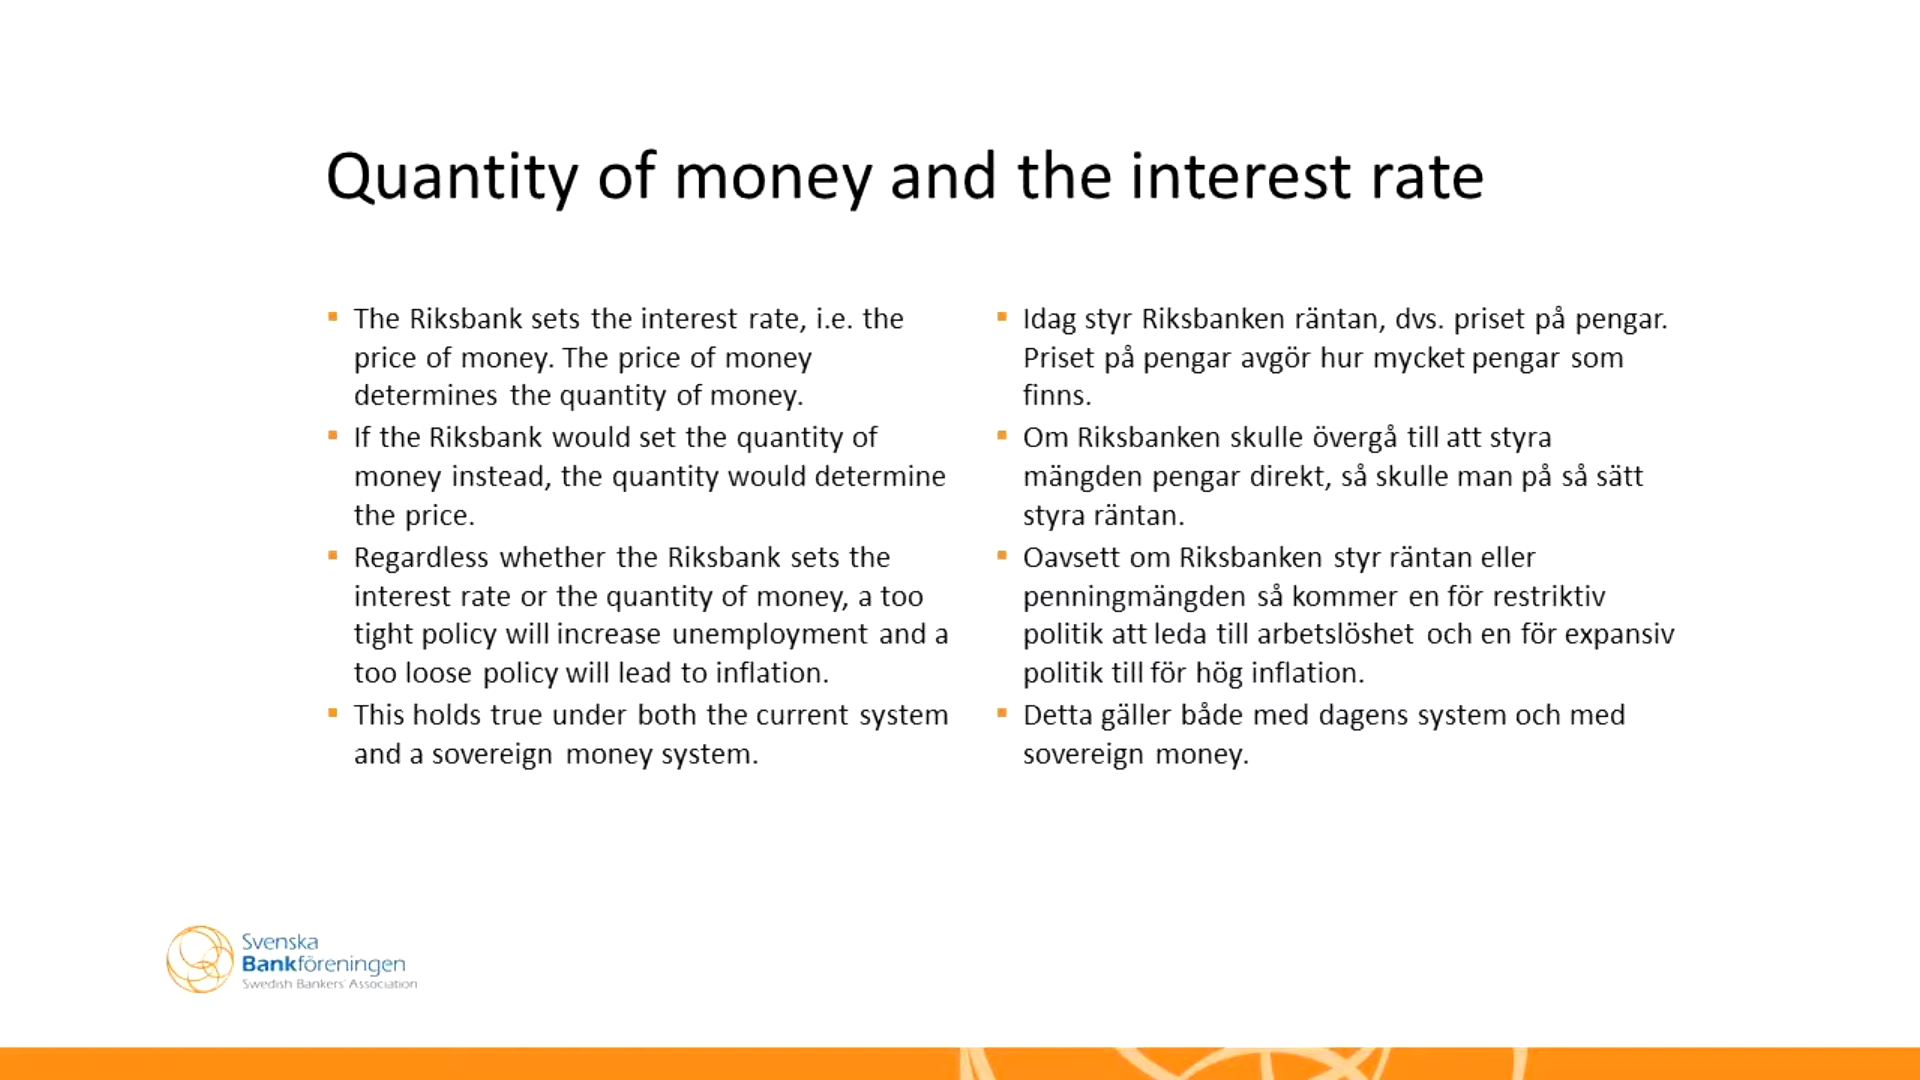 Quantity of money and the interest rate
The Riksbank sets the interest rate, i.e. the
price of money. The price of money
determines the quantity of money.
If the Riksbank would set the quantity of
money instead, the quantity would determine
the price.
Regardless whether the Riksbank sets the
interest rate or the quantity of money, a too
tight policy will increase unemployment and a
too loose policy will lead to inflation.
This holds true under both the current system
and a sovereign money system.
Idag styr Riksbanken räntan, dvs. priset på pengar.
Priset på pengar avgör hur mycket pengar som
finns.
Om Riksbanken skulle övergå till att styra
mängden pengar direkt, så skulle man på så sätt
styra räntan.
Oavsett om Riksbanken styr räntan eller
penningmängden så kommer en för restriktiv
politik att leda till arbetslöshet och en för expansiv
politik till för hög inflation.
Detta gäller både med dagens system och med
sovereign money.
Svenska
Bankföreningen
Swedish Bankers' Association